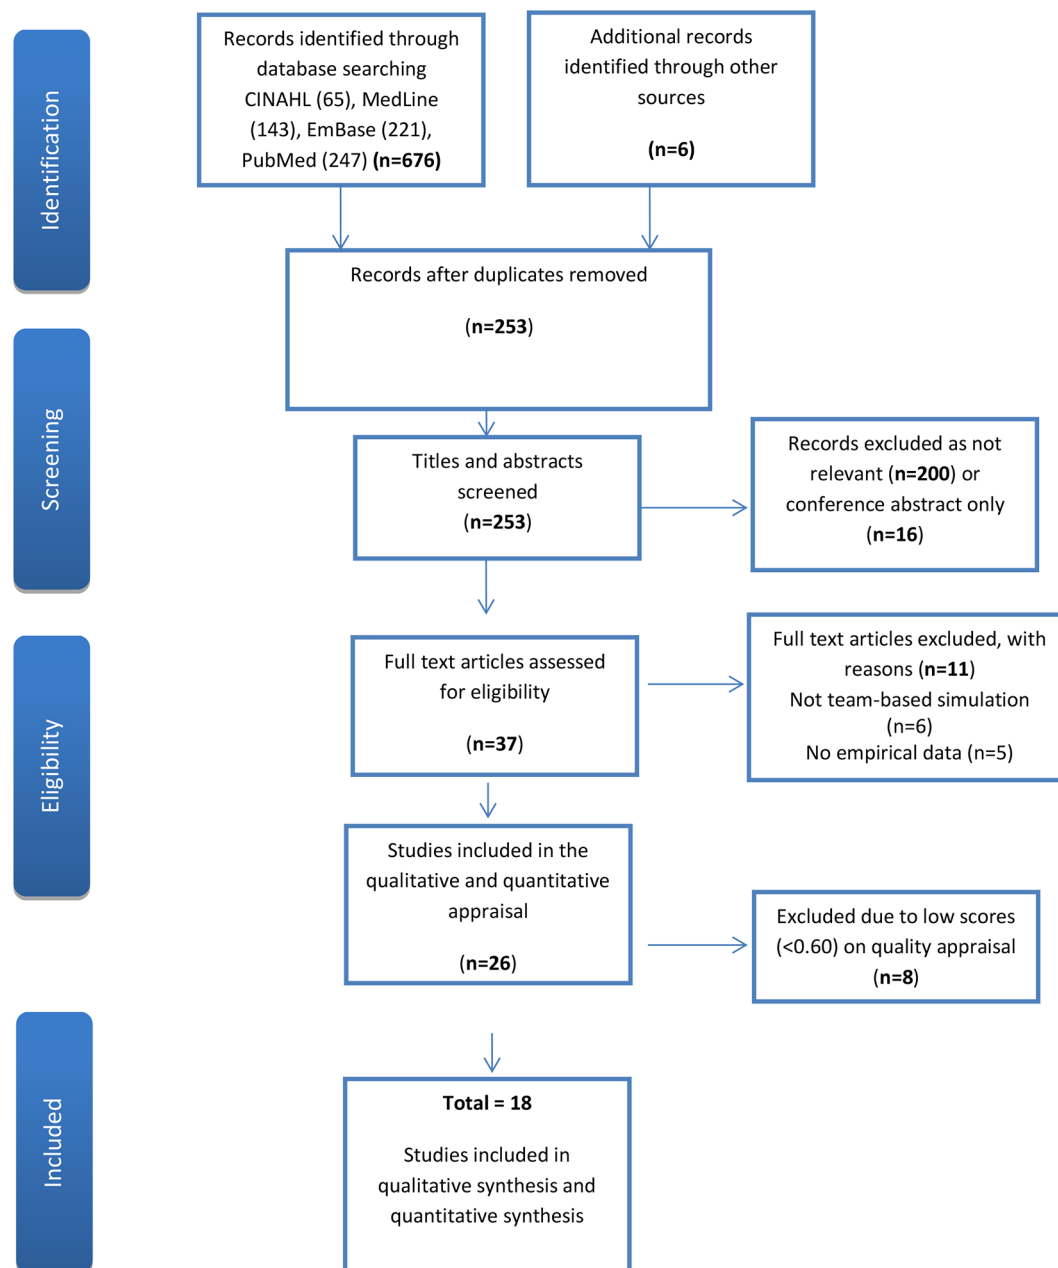 Identification
Records identified through
database searching
CINAHL (65), MedLine
(143), EmBase (221),
PubMed (247) (n=676)
Additional records
identified through other
sources
(n=6)
Records after duplicates removed
(n=253)
Screening
Titles and abstracts
screened
(n=253)
Records excluded as not
relevant (n=200) or
conference abstract only
(n=16)
Eligibility
Full text articles assessed
for eligibility
(n=37)
Full text articles excluded, with
reasons (n=11)
Not team-based simulation
(n=6)
No empirical data (n=5)
Studies included in the
qualitative and quantitative
appraisal
(n=26)
Excluded due to low scores
(<0.60) on quality appraisal
(n=8)
Included
Total = 18
Studies included in
qualitative synthesis and
quantitative synthesis